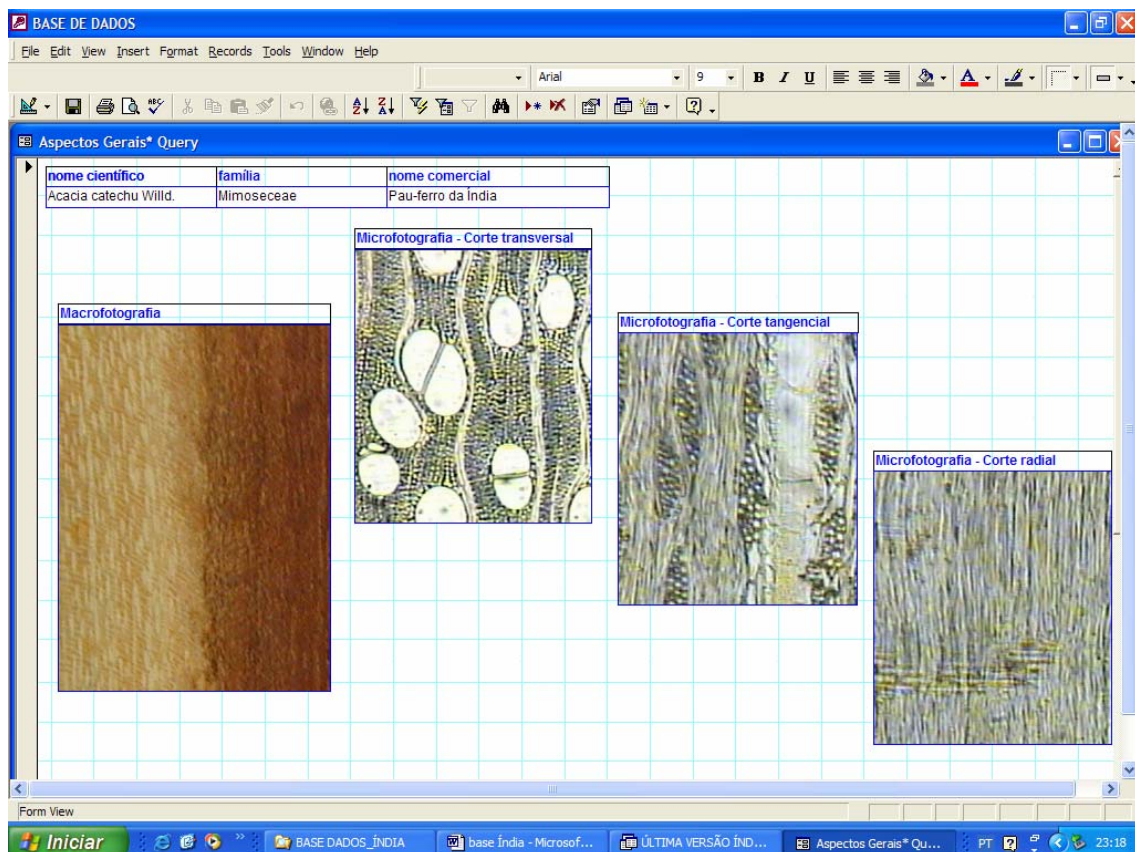 BASE DE DADOS
File Edit View Insert Format Records Tools Window Help
Arial 9 B I U
Aspectos Gerais* Query
nome científico família nome comercial
Acacia catechu Willd. Mimoseceae Pau-ferro da Índia
Microfotografia - Corte transversal
Macrofotografia
Microfotografia - Corte tangencial
Microfotografia - Corte radial
Form View
Iniciar BASE DADOS_ÍNDIA base Índia - Microsof... ÚLTIMA VERSÃO ÍND... Aspectos Gerais* Qu... PT 23:18